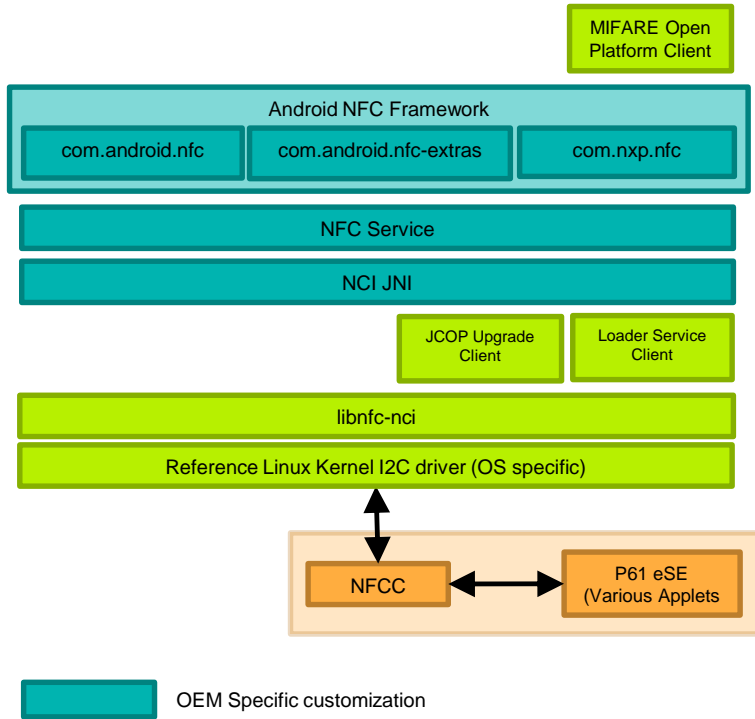 MIFARE Open
Platform Client
Android NFC Framework
com.android.nfc
com.android.nfc-extras
com.nxp.nfc
NFC Service
NCI JNI
JCOP Upgrade
Client
Loader Service
Client
libnfc-nci
Reference Linux Kernel I2C driver (OS specific)
NFCC
P61 eSE
(Various Applets
OEM Specific customization